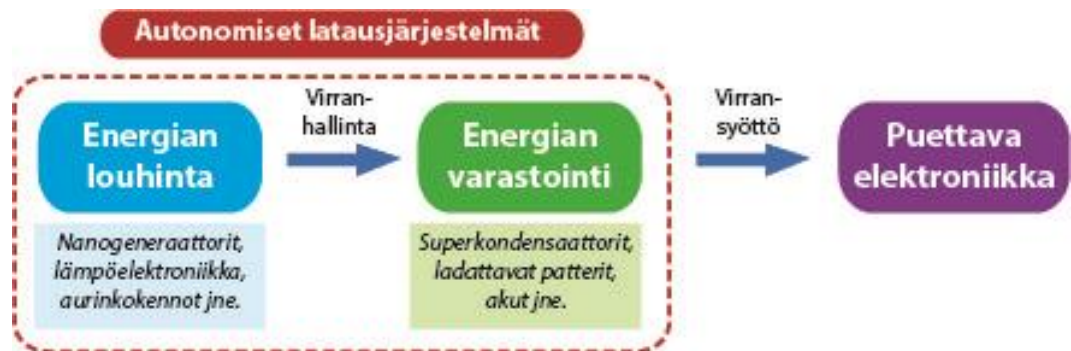 Autonomiset latausjärjestelmät
Energian
louhinta
Virran-
hallinta
Energian
varastointi
Virran-
syöttö
Puettava
elektroniikka
Nanogeneraattorit,
lämpöelektroniikka,
aurinkokennot jne.
Superkondensaattorit,
ladattavat patterit,
akut jne.